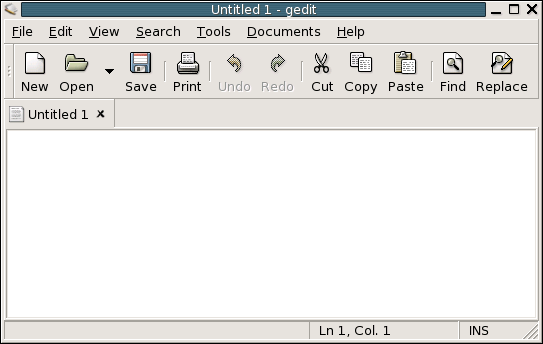 Untitled 1 - gedit
File Edit View Search Tools Documents Help
New Open Save Print Undo Redo Cut Copy Paste Find Replace
Untitled 1
Ln 1, Col. 1 INS